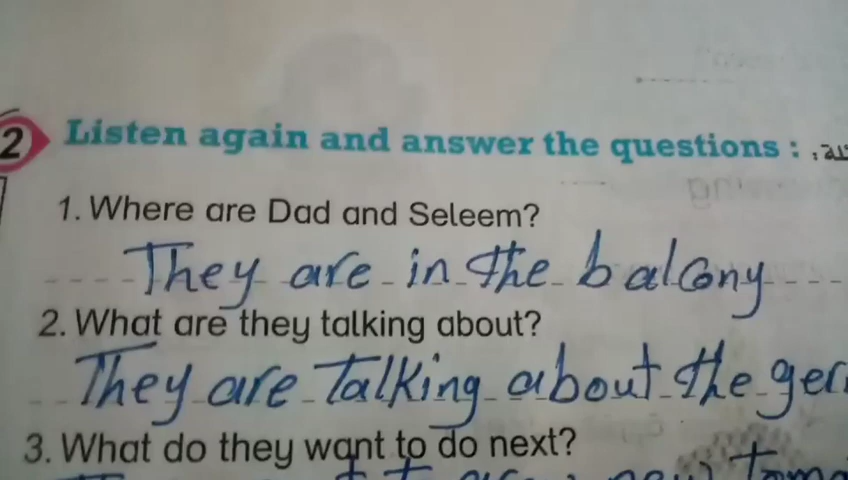 2 Listen again and answer the questions :
1. Where are Dad and Seleem?
They are in the balcony
2. What are they talking about?
They are Talking about the ger
3. What do they want to do next?